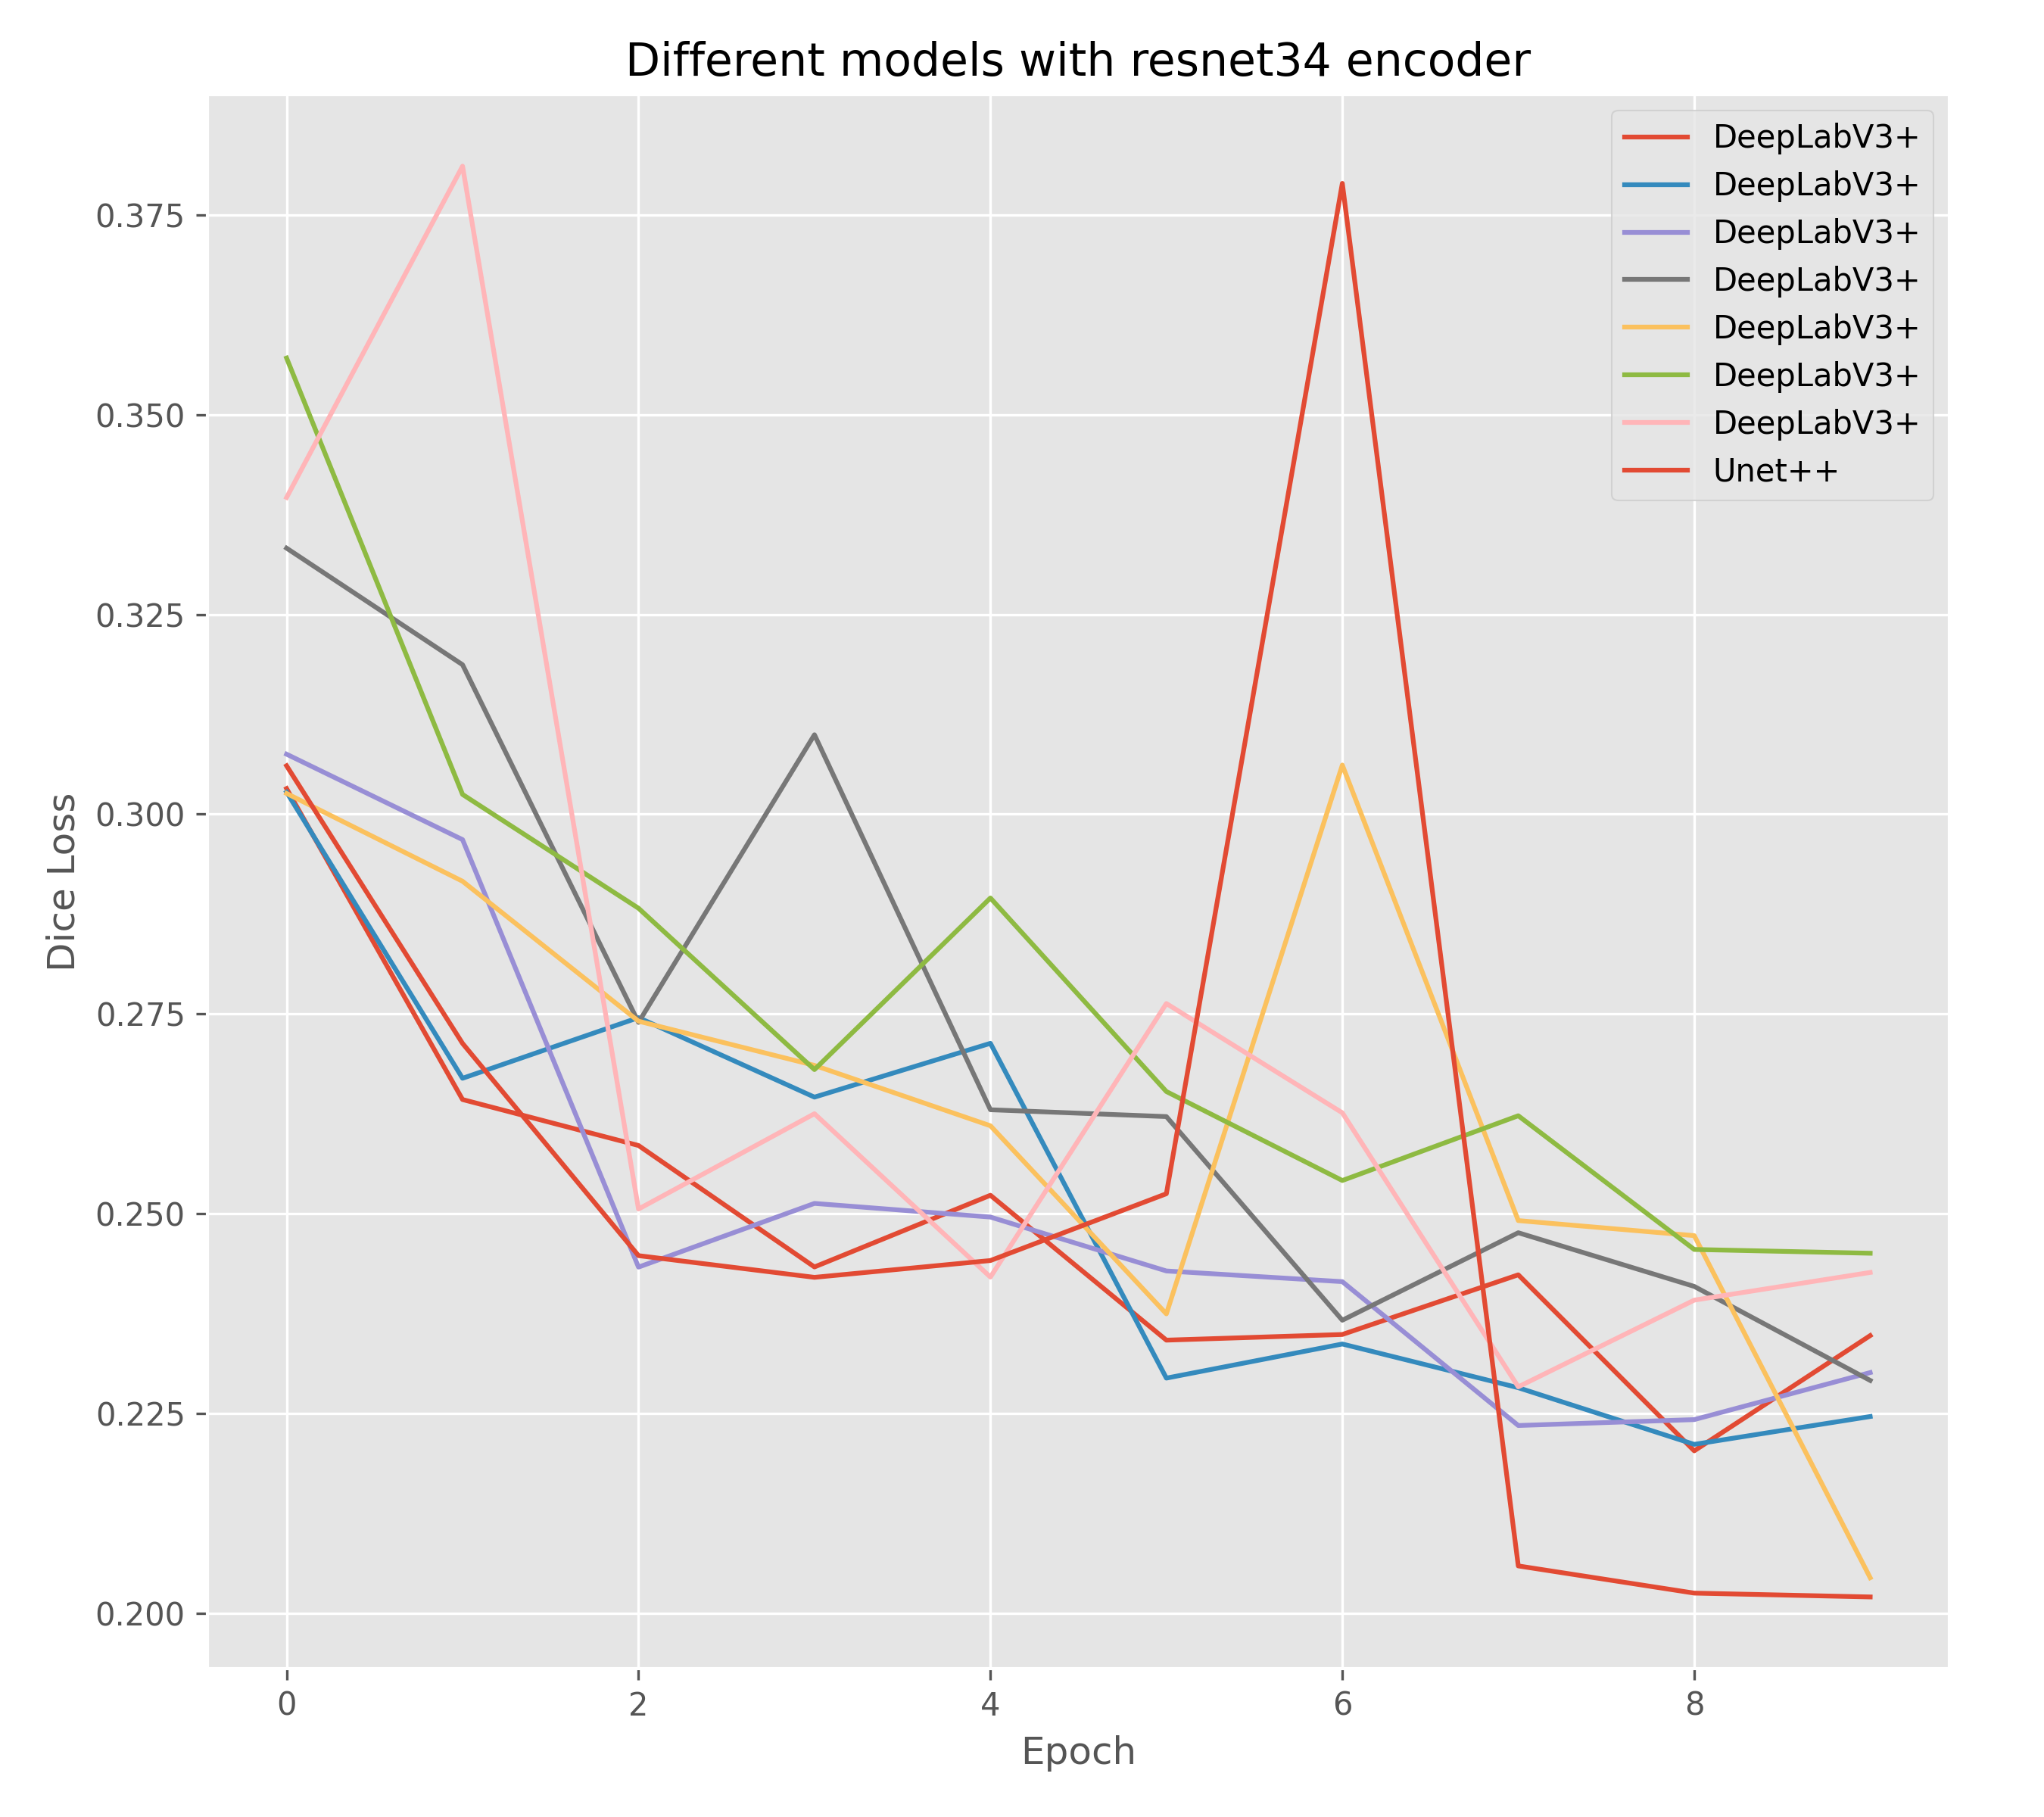 Different models with resnet34 encoder
DeepLabV3+
DeepLabV3+
DeepLabV3+
DeepLabV3+
DeepLabV3+
DeepLabV3+
DeepLabV3+
Unet++
0.375
0.350
0.325
0.300
0.275
0.250
0.225
0.200
Dice Loss
0 2 4 6 8
Epoch